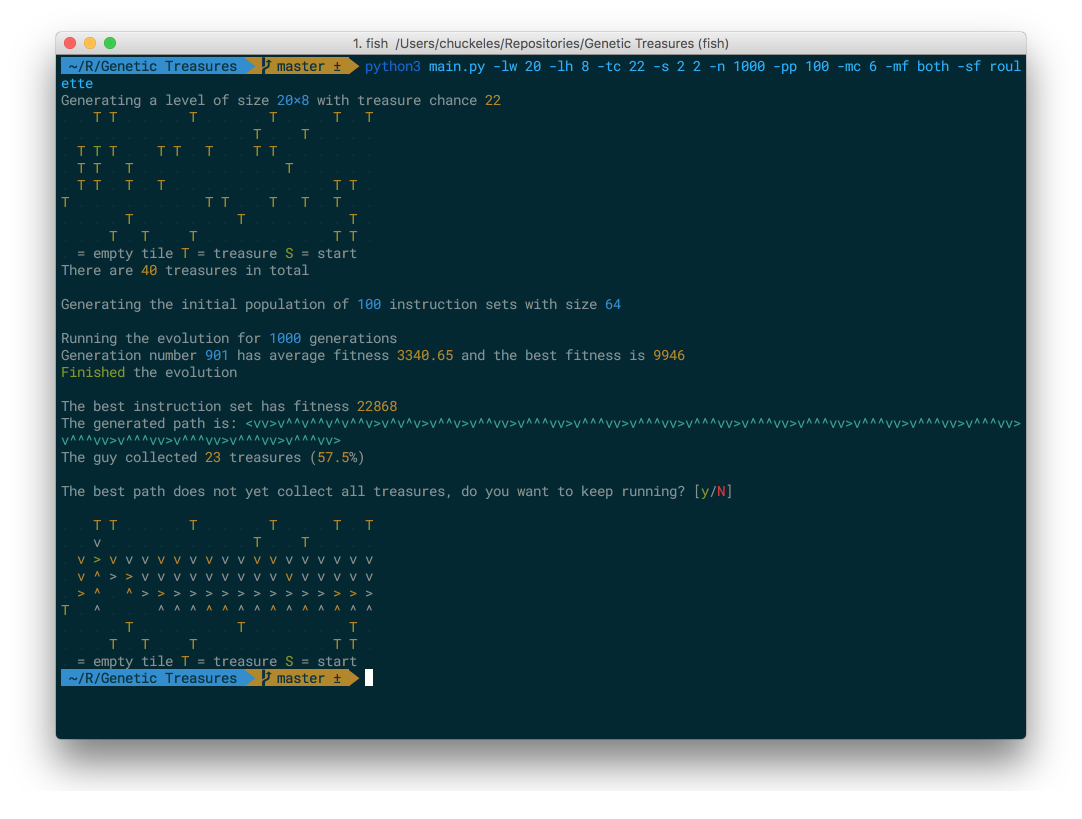 1. fish /Users/chuckeles/Repositories/Genetic Treasures (fish)
~/R/Genetic Treasures master ± python3 main.py -lw 20 -lh 8 -tc 22 -s 2 2 -n 1000 -pp 100 -mc 6 -mf both -sf roul
ette
Generating a level of size 20×8 with treasure chance 22
T T T T T T
T T
T T T T T T T T
T T T T
T T T T T T
T T T T T T
T T T
T T T T T
= empty tile T = treasure S = start
There are 40 treasures in total
Generating the initial population of 100 instruction sets with size 64
Running the evolution for 1000 generations
Generation number 901 has average fitness 3340.65 and the best fitness is 9946
Finished the evolution
The best instruction set has fitness 22868
The generated path is: <vv>v^^v^^v^v^^v>v^v^v>v^^v>v^^vv>v^^^vv>v^^^vv>v^^^vv>v^^^vv>v^^^vv>v^^^vv>v^^^vv>v^^^vv>v^^^vv>
v^^^vv>v^^^vv>v^^^vv>v^^^vv>v^^^vv>
The guy collected 23 treasures (57.5%)
The best path does not yet collect all treasures, do you want to keep running? [y/N]
T T T T T T
v T T
v > v v v v v v v v v v v v v v v v v
v ^ > > v v v v v v v v v v v v v v v
> ^ ^ > > > > > > > > > > > > > > >
T ^ ^ ^ ^ ^ ^ ^ ^ ^ ^ ^ ^ ^ ^ ^
T T T
T T T T T
= empty tile T = treasure S = start
~/R/Genetic Treasures master ±